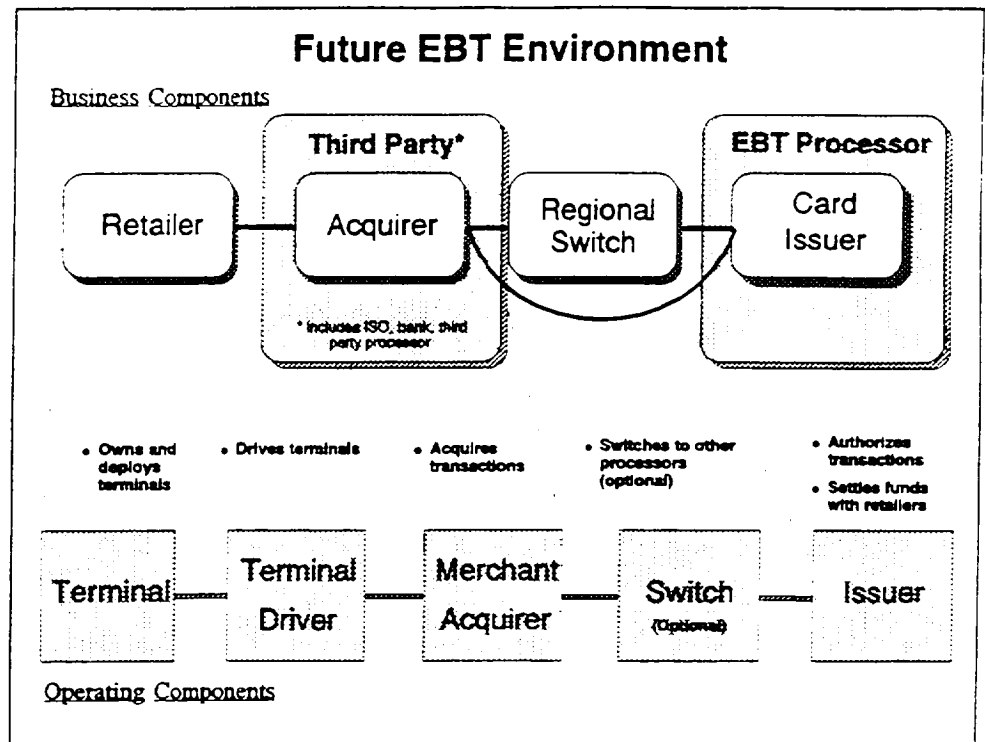 Future EBT Environment
Business Components
Third Party*
EBT Processor
Retailer
Acquirer
Regional
Switch
Card
Issuer
* includes ISO, bank, third
party processor
• Owns and
deploys
terminals
• Drives terminals
• Acquires
transactions
• Switches to other
processors
(optional)
• Authorizes
transactions
• Settles funds
with retailers
Terminal
Terminal
Driver
Merchant
Acquirer
Switch
(Optional)
Issuer
Operating Components